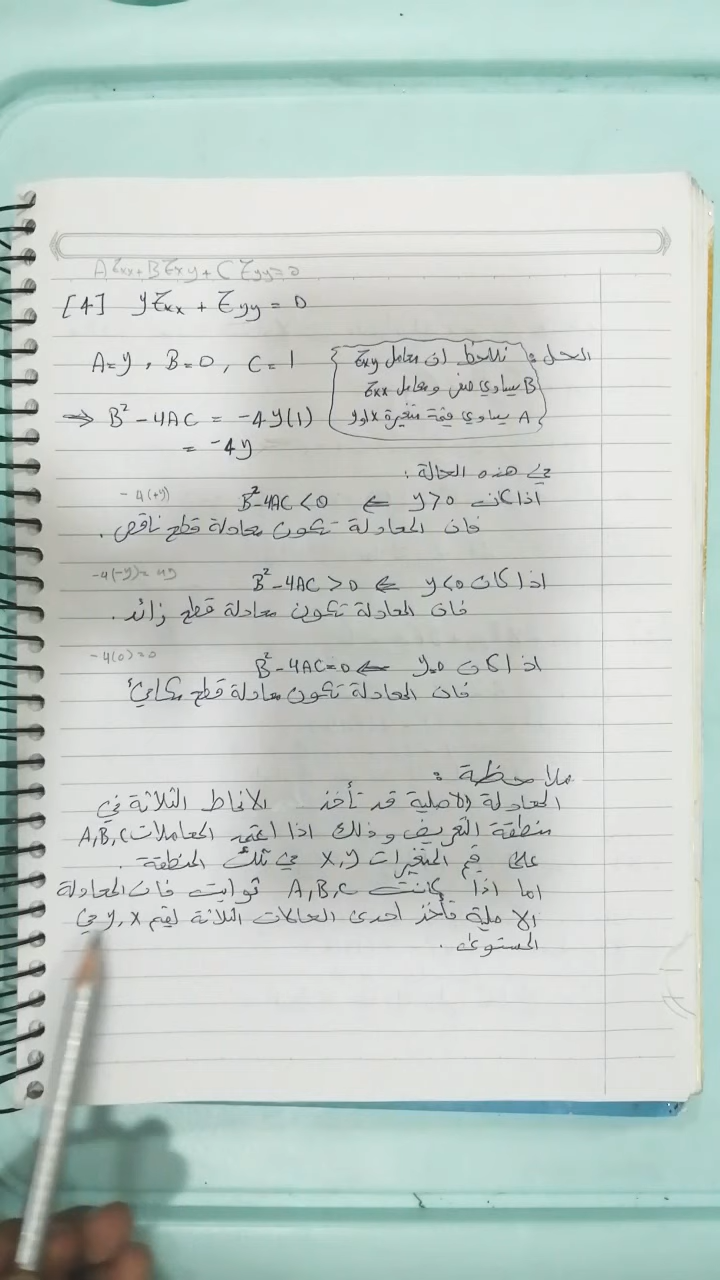 A Zxx + B Zxy + C Zyy = 0
[4] y Zxx + Zyy = 0
الحل: نلاحظ ان معامل Zxy
B يساوي صفر ومعامل Zxx
A يساوي قيمة متغيرة
A = y , B = 0 , C = 1
⇒ B² - 4AC = -4y(1)
= -4y
في هذه الحالة :
اذا كانت y > 0 ⇐ B² - 4AC < 0
-4(+y)
فان المعادلة تكون معادلة قطع ناقص .
اذا كان y < 0 ⇐ B² - 4AC > 0
-4(-y) = 4y
فان المعادلة تكون معادلة قطع زائد .
اذا كان y = 0 ⇐ B² - 4AC = 0
-4(0) = 0
فان المعادلة تكون معادلة قطع مكافئ
ملاحظة :
المعادلة الاصلية قد تأخذ الانماط الثلاثة في
منطقة التعريف وذلك اذا اعتمد المعاملات A, B, C
على قيم المتغيرات x, y في تلك المنطقة .
اما اذا كانت A, B, C ثوابت فان المعادلة
الاصلية تأخذ احدى الحالات الثلاثة لقيم y, x في
المستوى .